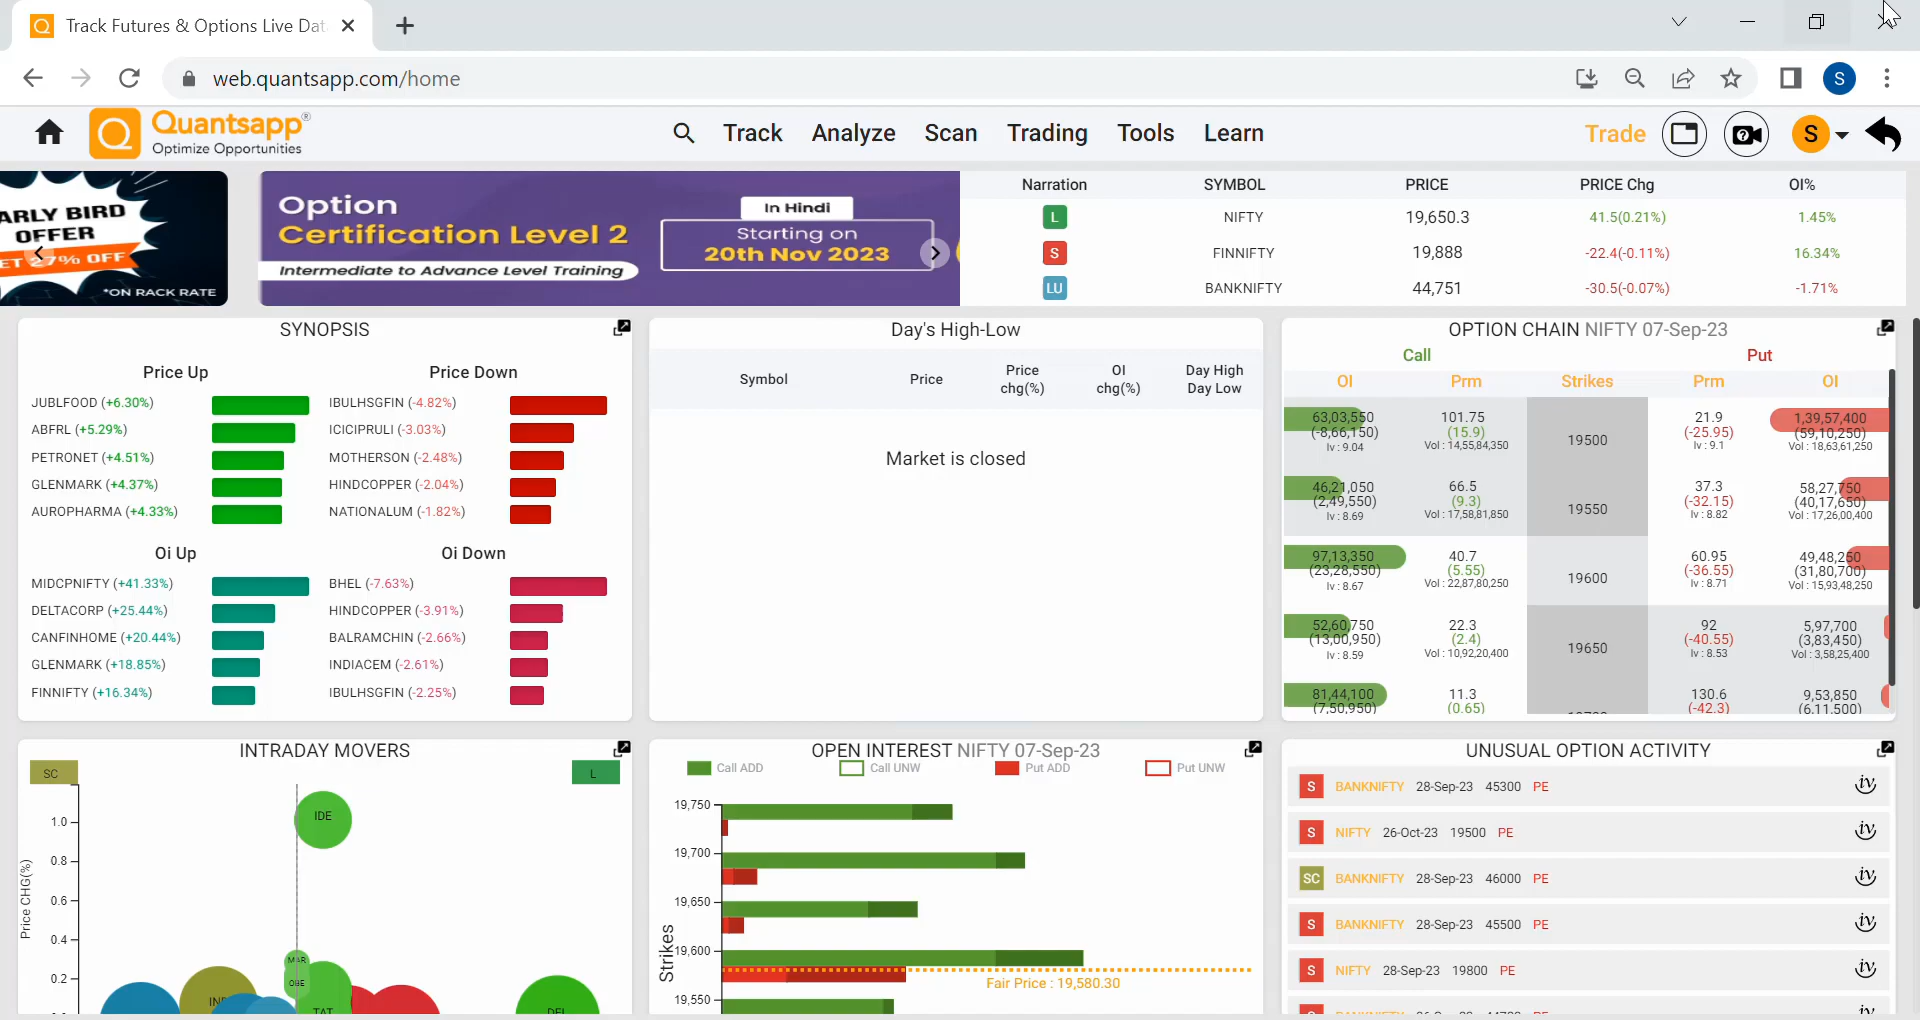 Track Futures & Options Live Dat
web.quantsapp.com/home
S
Quantsapp®
Optimize Opportunities
Track Analyze Scan Trading Tools Learn
Trade
S
ARLY BIRD
OFFER
ET 27% OFF
*ON RACK RATE
Option
Certification Level 2
Intermediate to Advance Level Training
In Hindi
Starting on
20th Nov 2023
Narration SYMBOL PRICE PRICE Chg OI%
L NIFTY 19,650.3 41.5(0.21%) 1.45%
S FINNIFTY 19,888 -22.4(-0.11%) 16.34%
LU BANKNIFTY 44,751 -30.5(-0.07%) -1.71%
SYNOPSIS
Price Up Price Down
JUBLFOOD (+6.30%) IBULHSGFIN (-4.82%)
ABFRL (+5.29%) ICICIPRULI (-3.03%)
PETRONET (+4.51%) MOTHERSON (-2.48%)
GLENMARK (+4.37%) HINDCOPPER (-2.04%)
AUROPHARMA (+4.33%) NATIONALUM (-1.82%)
Oi Up Oi Down
MIDCPNIFTY (+41.33%) BHEL (-7.63%)
DELTACORP (+25.44%) HINDCOPPER (-3.91%)
CANFINHOME (+20.44%) BALRAMCHIN (-2.66%)
GLENMARK (+18.85%) INDIACEM (-2.61%)
FINNIFTY (+16.34%) IBULHSGFIN (-2.25%)
Day's High-Low
Symbol Price Price chg(%) OI chg(%) Day High Day Low
Market is closed
OPTION CHAIN NIFTY 07-Sep-23
Call Put
OI Prm Strikes Prm OI
63,03,550 101.75 21.9 1,39,57,400
(-8,66,150) (15.9) 19500 (-25.95) (59,10,250)
Iv : 9.04 Vol : 14,55,84,350 Iv : 9.1 Vol : 18,63,61,250
46,21,050 66.5 37.3 58,27,750
(2,49,550) (9.3) 19550 (-32.15) (40,17,650)
Iv : 8.69 Vol : 17,58,81,850 Iv : 8.82 Vol : 17,26,00,400
97,13,350 40.7 60.95 49,48,250
(23,28,550) (5.55) 19600 (-36.55) (31,80,700)
Iv : 8.67 Vol : 22,87,80,250 Iv : 8.71 Vol : 15,93,48,250
52,60,750 22.3 92 5,97,700
(13,00,950) (2.4) 19650 (-40.55) (3,83,450)
Iv : 8.59 Vol : 10,92,20,400 Iv : 8.53 Vol : 3,58,25,400
81,44,100 11.3 130.6 9,53,850
(7,50,950) (0.65) (-42.3) (6,11,500)
INTRADAY MOVERS
SC L
Price CHG(%)
1.0
0.8
0.6
0.4
0.2
IDE
MAR
OBE
IND
TAT
DEL
OPEN INTEREST NIFTY 07-Sep-23
Call ADD Call UNW Put ADD Put UNW
Strikes
19,750
19,700
19,650
19,600
Fair Price : 19,580.30
19,550
UNUSUAL OPTION ACTIVITY
S BANKNIFTY 28-Sep-23 45300 PE iv
S NIFTY 26-Oct-23 19500 PE iv
SC BANKNIFTY 28-Sep-23 46000 PE iv
S BANKNIFTY 28-Sep-23 45500 PE iv
S NIFTY 28-Sep-23 19800 PE iv